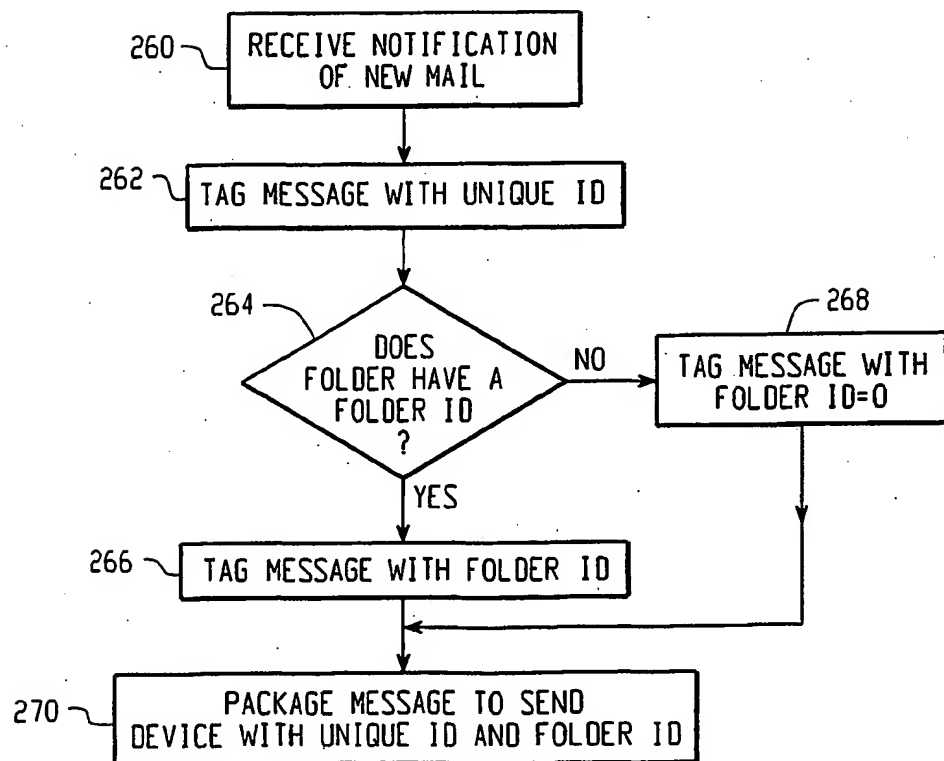 260
RECEIVE NOTIFICATION
OF NEW MAIL
262
TAG MESSAGE WITH UNIQUE ID
264
DOES
FOLDER HAVE A
FOLDER ID
?
NO
268
TAG MESSAGE WITH
FOLDER ID=0
YES
266
TAG MESSAGE WITH FOLDER ID
270
PACKAGE MESSAGE TO SEND
DEVICE WITH UNIQUE ID AND FOLDER ID